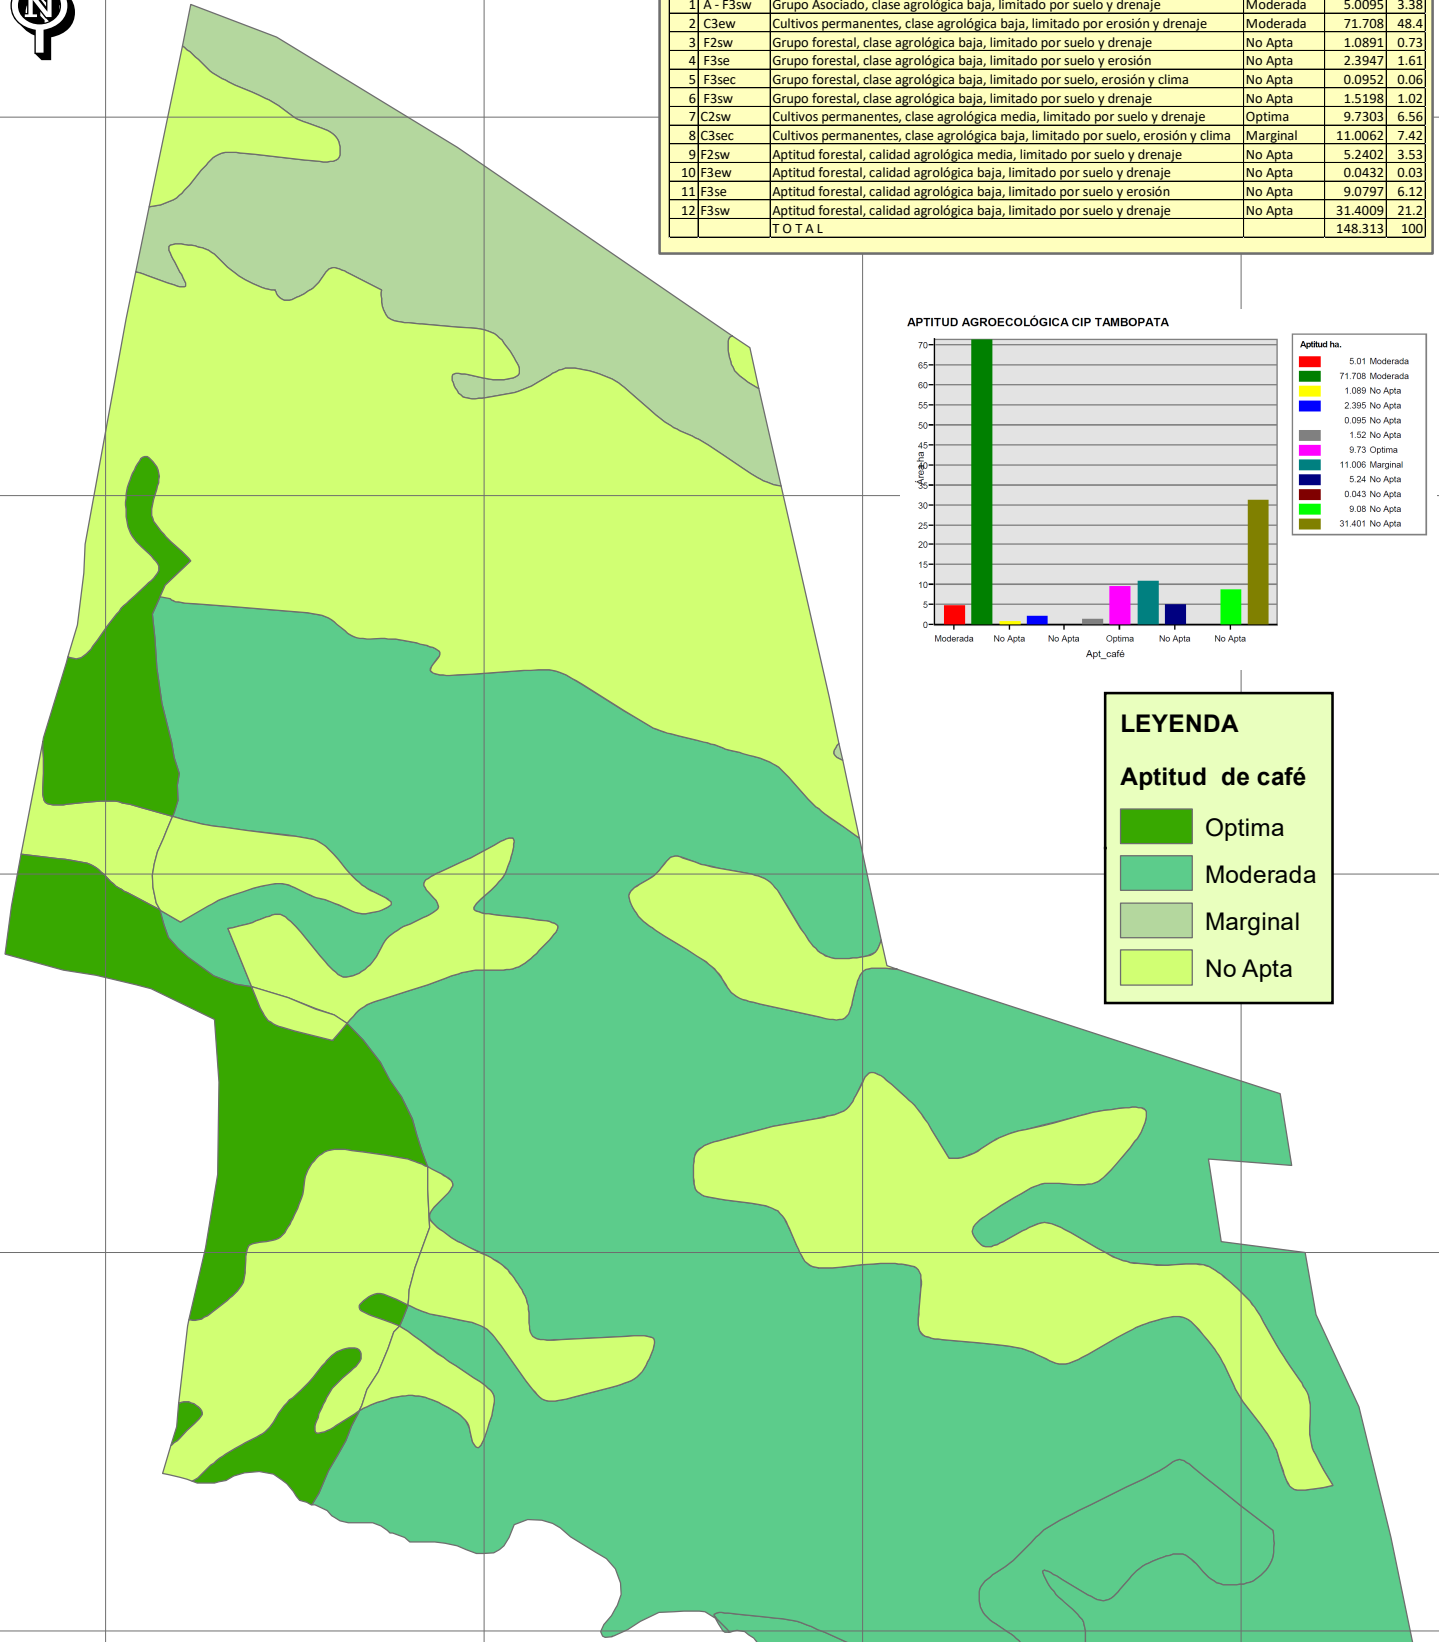 N
1 A - F3sw Grupo Asociado, clase agrológica baja, limitado por suelo y drenaje Moderada 5.0095 3.38
2 C3ew Cultivos permanentes, clase agrológica baja, limitado por erosión y drenaje Moderada 71.708 48.4
3 F2sw Grupo forestal, clase agrológica baja, limitado por suelo y drenaje No Apta 1.0891 0.73
4 F3se Grupo forestal, clase agrológica baja, limitado por suelo y erosión No Apta 2.3947 1.61
5 F3sec Grupo forestal, clase agrológica baja, limitado por suelo, erosión y clima No Apta 0.0952 0.06
6 F3sw Grupo forestal, clase agrológica baja, limitado por suelo y drenaje No Apta 1.5198 1.02
7 C2sw Cultivos permanentes, clase agrológica media, limitado por suelo y drenaje Optima 9.7303 6.56
8 C3sec Cultivos permanentes, clase agrológica baja, limitado por suelo, erosión y clima Marginal 11.0062 7.42
9 F2sw Aptitud forestal, calidad agrológica media, limitado por suelo y drenaje No Apta 5.2402 3.53
10 F3ew Aptitud forestal, calidad agrológica baja, limitado por suelo y drenaje No Apta 0.0432 0.03
11 F3se Aptitud forestal, calidad agrológica baja, limitado por suelo y erosión No Apta 9.0797 6.12
12 F3sw Aptitud forestal, calidad agrológica baja, limitado por suelo y drenaje No Apta 31.4009 21.2
T O T A L 148.313 100
APTITUD AGROECOLÓGICA CIP TAMBOPATA
70
65
60
55
50
45
40
35
30
25
20
15
10
5
0
Área ha
Moderada No Apta No Apta Optima No Apta No Apta
Apt_café
Aptitud ha.
5.01 Moderada
71.708 Moderada
1.089 No Apta
2.395 No Apta
0.095 No Apta
1.52 No Apta
9.73 Optima
11.006 Marginal
5.24 No Apta
0.043 No Apta
9.08 No Apta
31.401 No Apta
LEYENDA
Aptitud de café
Optima
Moderada
Marginal
No Apta